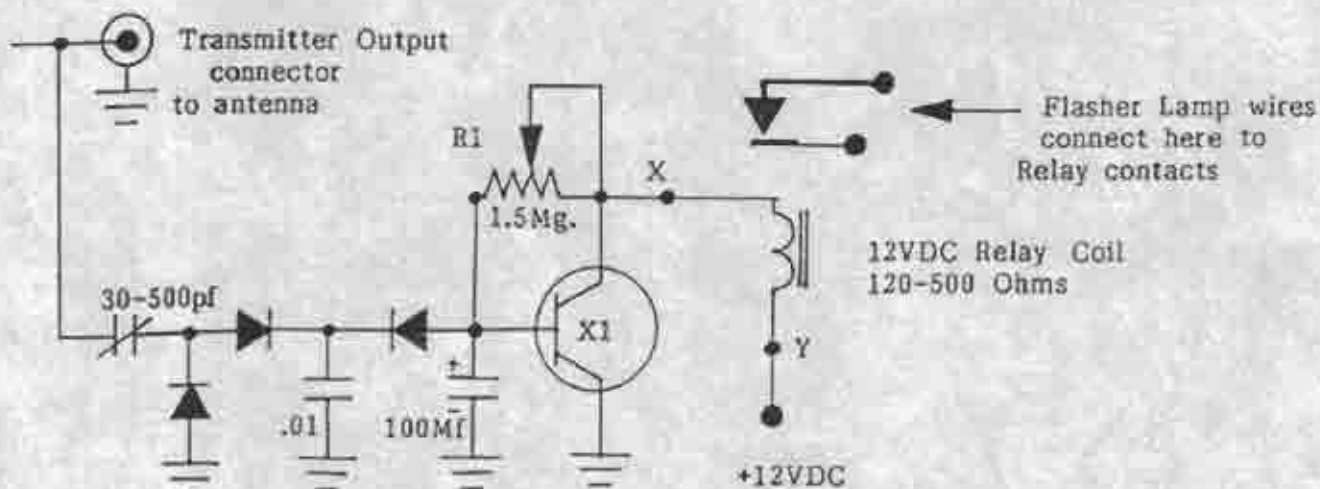 Transmitter Output
connector
to antenna
Flasher Lamp wires
connect here to
Relay contacts
R1
X
1.5Mg.
12VDC Relay Coil
120-500 Ohms
30-500pf
X1
Y
+
-
.01
100Mf
+12VDC